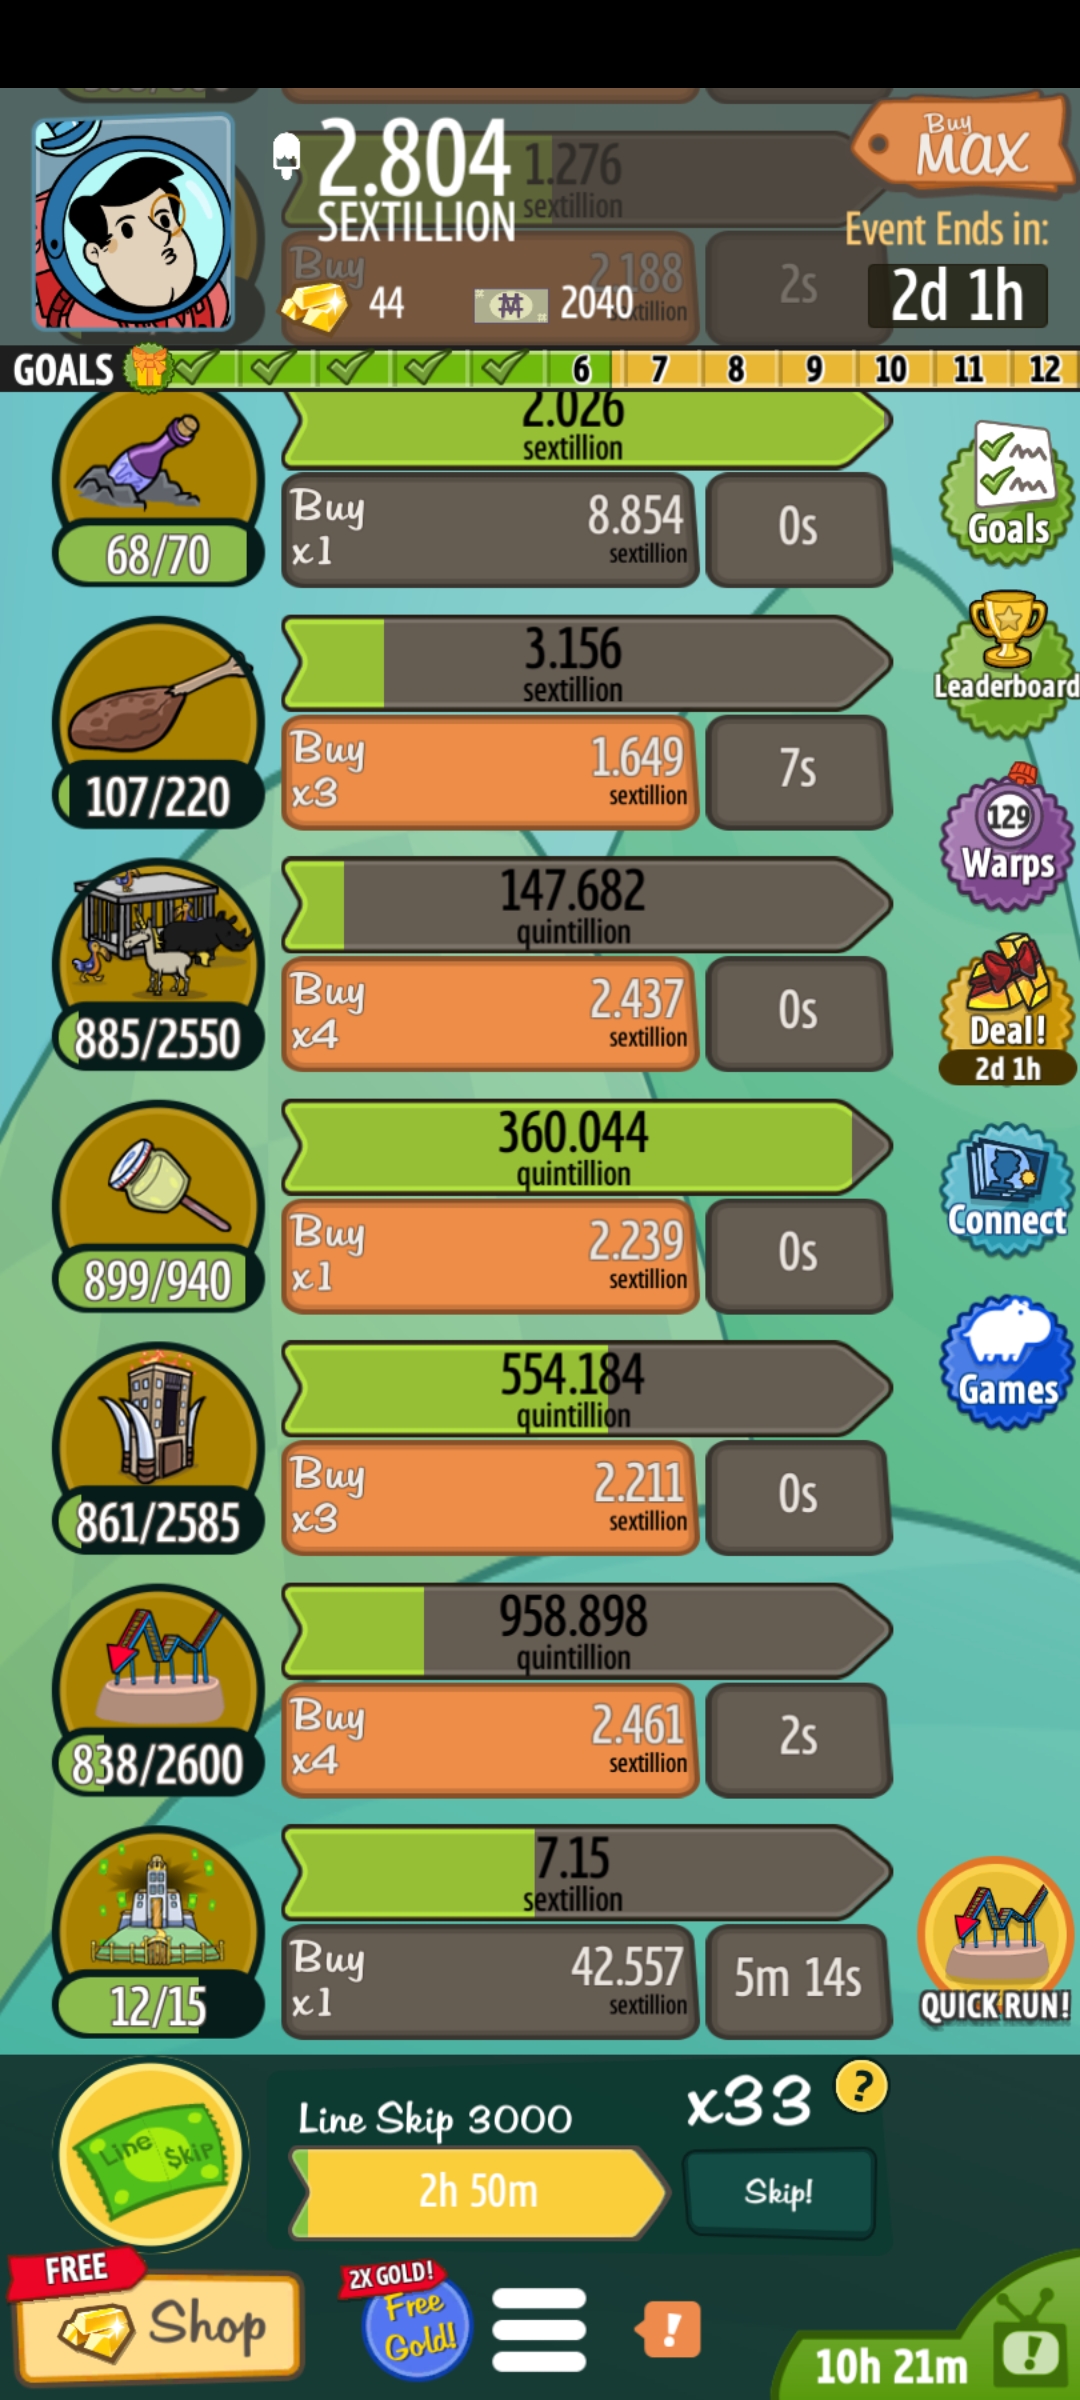 2.804
SEXTILLION
1.276
sextillion
Buy
MAX
Event Ends in:
2d 1h
Buy
2.188
2s
44
2040
GOALS 6 7 8 9 10 11 12
2.026
sextillion
68/70
Buy
x1
8.854
sextillion
0s
Goals
107/220
3.156
sextillion
Buy
x3
1.649
sextillion
7s
Leaderboard
885/2550
147.682
quintillion
Buy
x4
2.437
sextillion
0s
129
Warps
Deal!
2d 1h
899/940
360.044
quintillion
Buy
x1
2.239
sextillion
0s
Connect
861/2585
554.184
quintillion
Buy
x3
2.211
sextillion
0s
Games
838/2600
958.898
quintillion
Buy
x4
2.461
sextillion
2s
12/15
7.15
sextillion
Buy
x1
42.557
sextillion
5m 14s
QUICK RUN!
Line $kip
Line Skip 3000
2h 50m
x33
?
Skip!
FREE
Shop
2X GOLD!
Free
Gold!
!
10h 21m
!